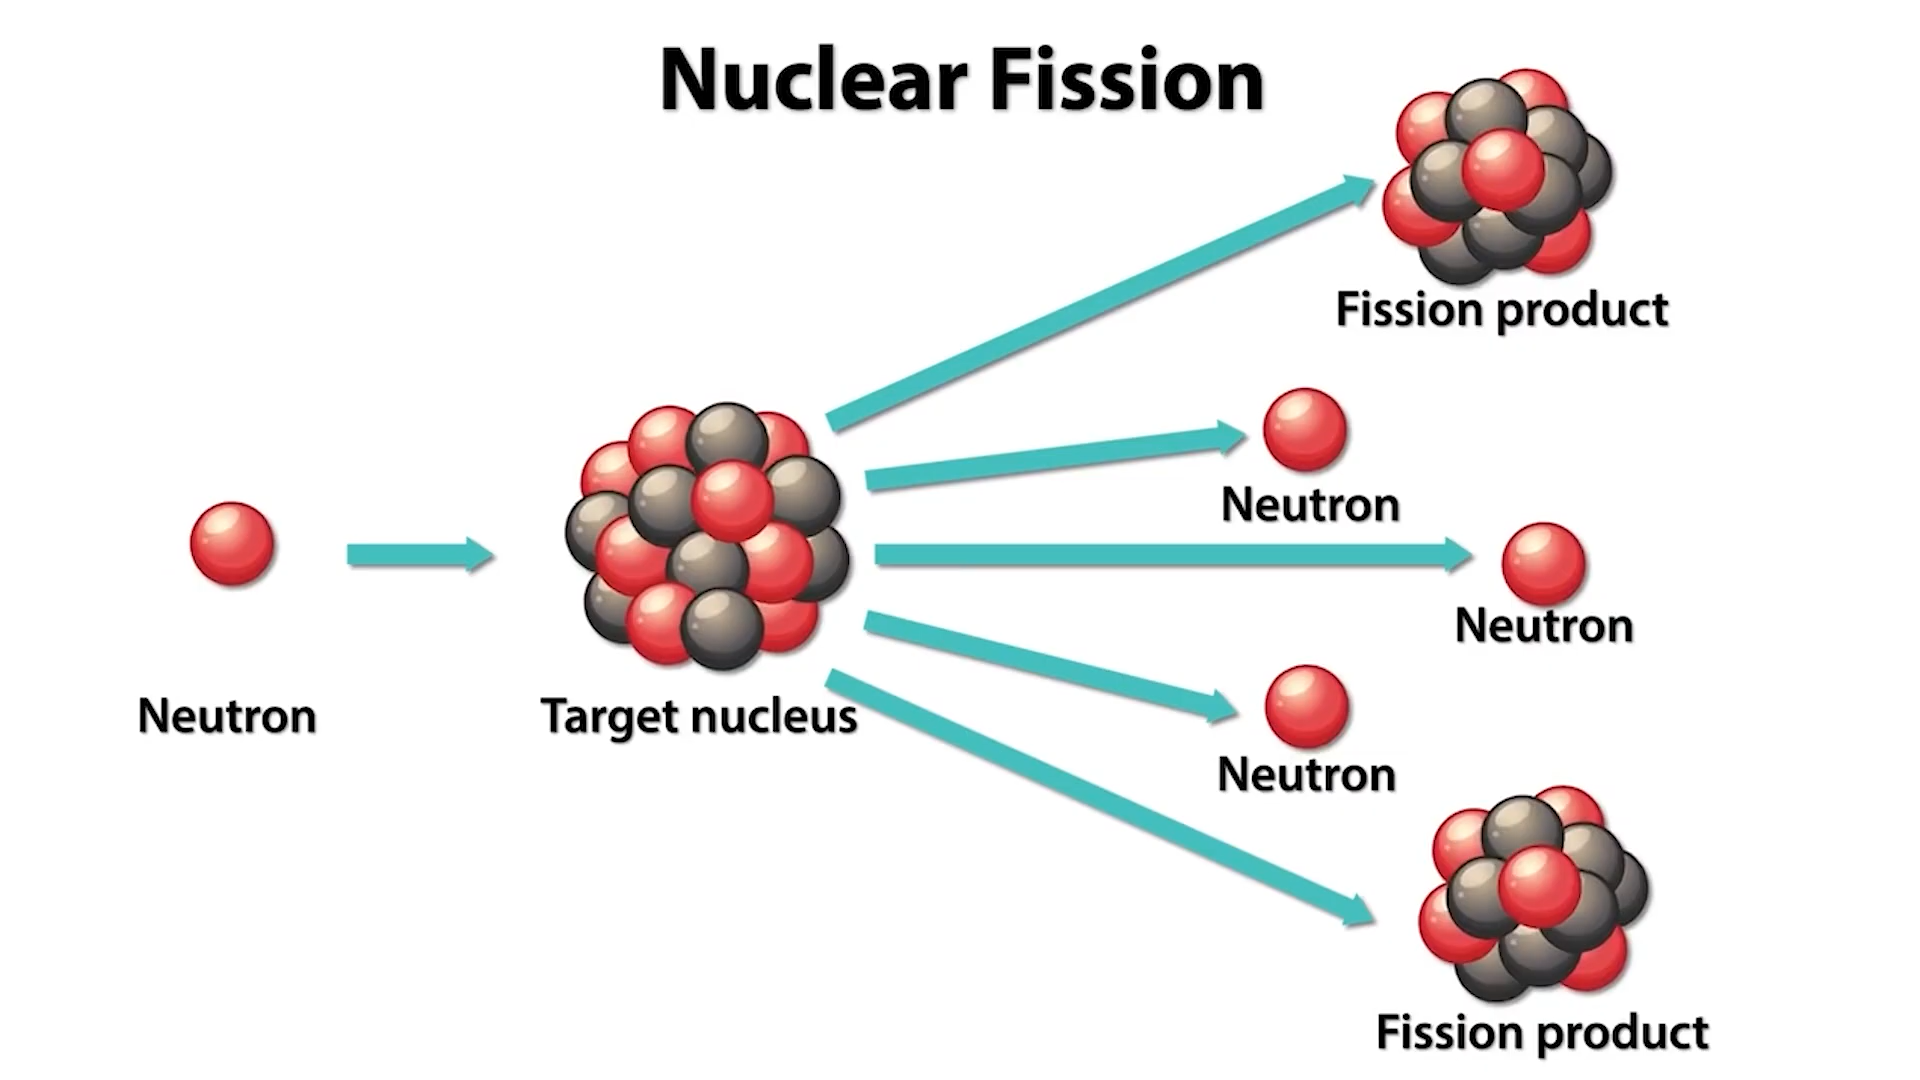 Nuclear Fission
Fission product
Neutron
Neutron
Neutron
Target nucleus
Neutron
Fission product